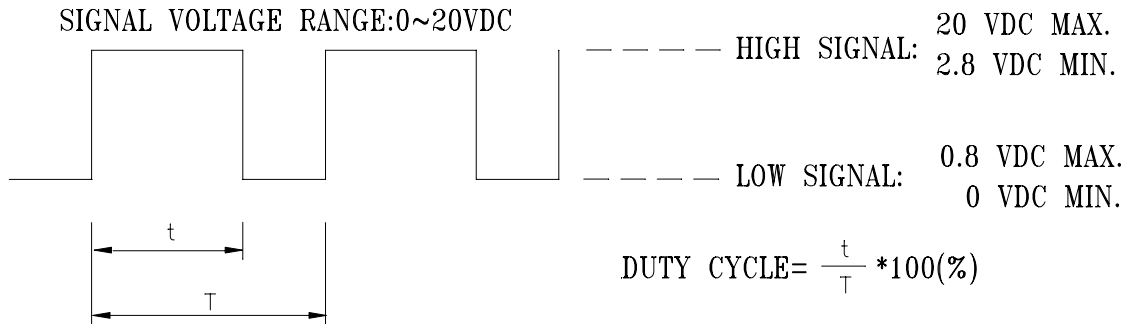 SIGNAL VOLTAGE RANGE:0~20VDC
HIGH SIGNAL: 20 VDC MAX.
2.8 VDC MIN.
LOW SIGNAL: 0.8 VDC MAX.
0 VDC MIN.
t
T
DUTY CYCLE= t/T *100(%)